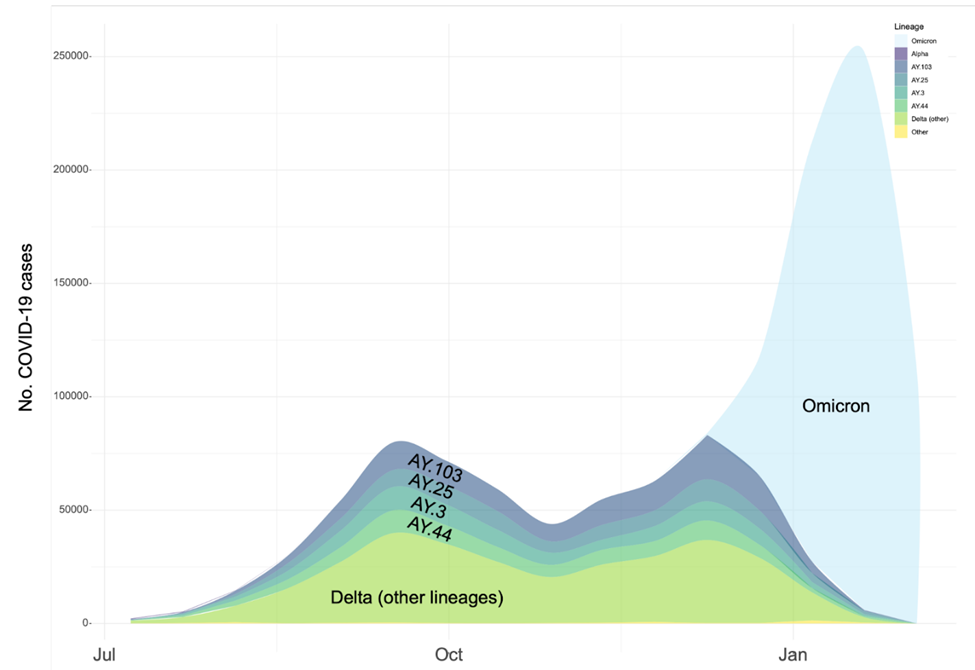 Lineage
Omicron
Alpha
AY.103
AY.25
AY.3
AY.44
Delta (other)
Other
250000-
200000-
150000-
100000-
50000-
0-
No. COVID-19 cases
Omicron
AY.103
AY.25
AY.3
AY.44
Delta (other lineages)
Jul
Oct
Jan